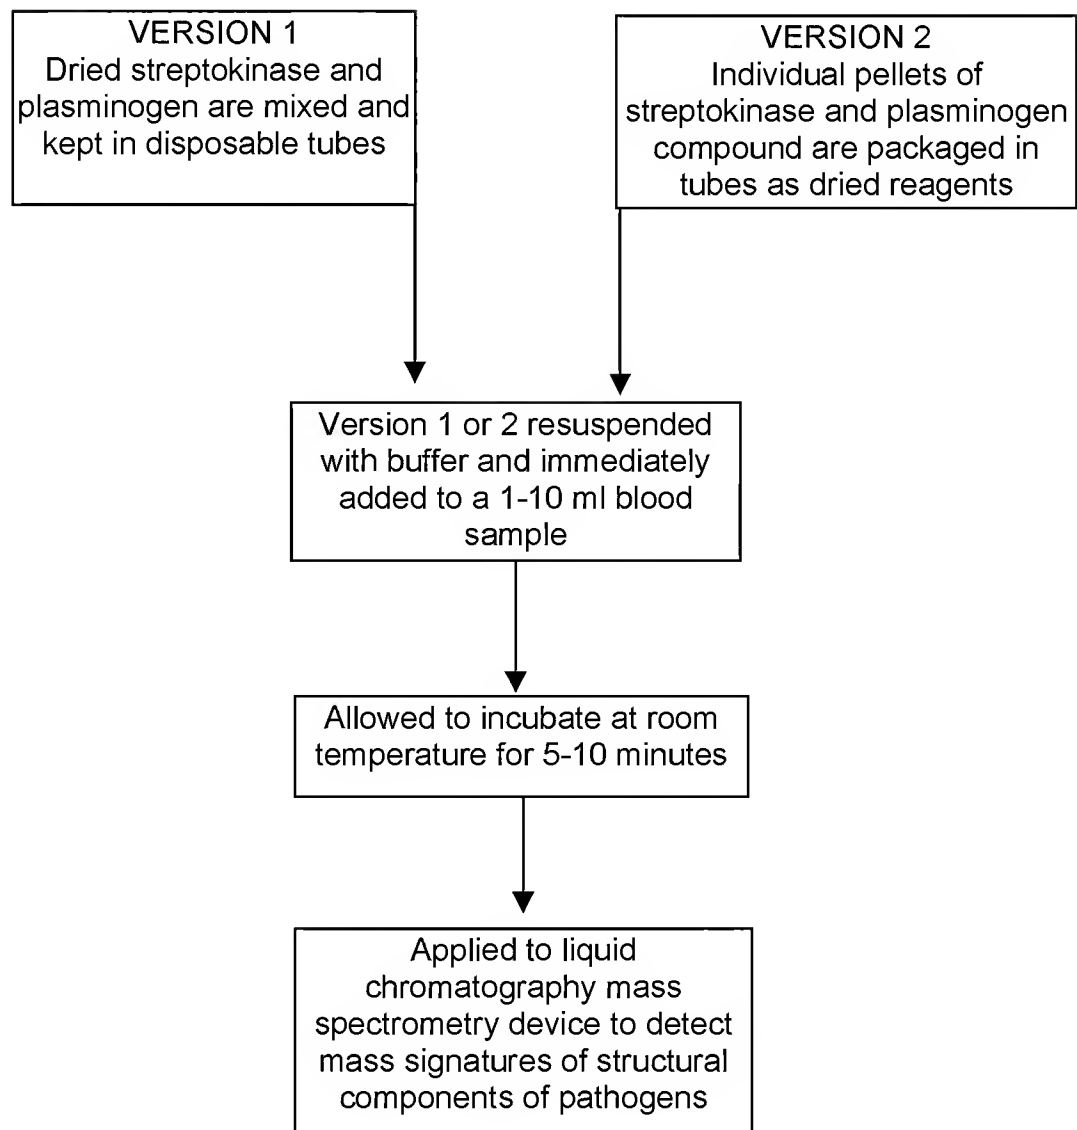 VERSION 1
Dried streptokinase and
plasminogen are mixed and
kept in disposable tubes
VERSION 2
Individual pellets of
streptokinase and plasminogen
compound are packaged in
tubes as dried reagents
Version 1 or 2 resuspended
with buffer and immediately
added to a 1-10 ml blood
sample
Allowed to incubate at room
temperature for 5-10 minutes
Applied to liquid
chromatography mass
spectrometry device to detect
mass signatures of structural
components of pathogens